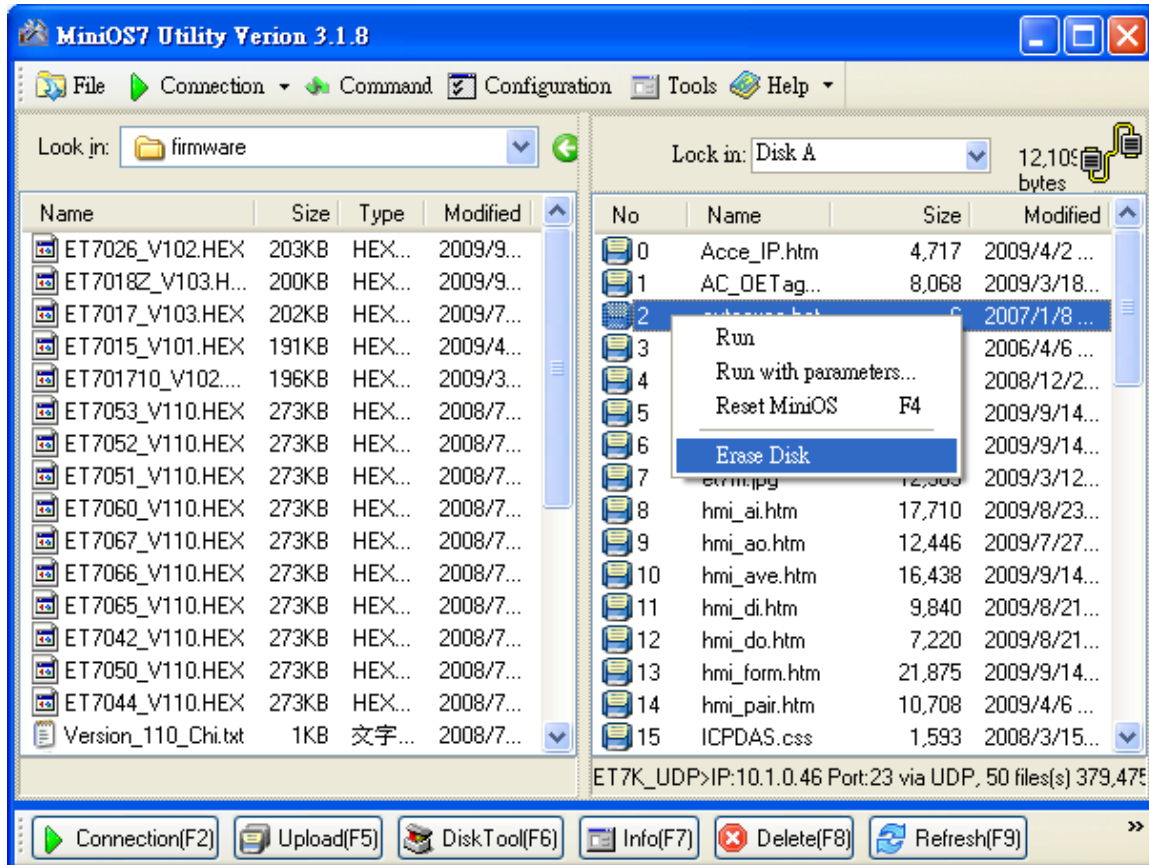 MiniOS7 Utility Verion 3.1.8
File Connection Command Configuration Tools Help
Look in: firmware
Name Size Type Modified
ET7026_V102.HEX 203KB HEX... 2009/9...
ET7018Z_V103.H... 200KB HEX... 2009/9...
ET7017_V103.HEX 202KB HEX... 2009/7...
ET7015_V101.HEX 191KB HEX... 2009/4...
ET701710_V102.... 196KB HEX... 2009/3...
ET7053_V110.HEX 273KB HEX... 2008/7...
ET7052_V110.HEX 273KB HEX... 2008/7...
ET7051_V110.HEX 273KB HEX... 2008/7...
ET7060_V110.HEX 273KB HEX... 2008/7...
ET7067_V110.HEX 273KB HEX... 2008/7...
ET7066_V110.HEX 273KB HEX... 2008/7...
ET7065_V110.HEX 273KB HEX... 2008/7...
ET7042_V110.HEX 273KB HEX... 2008/7...
ET7050_V110.HEX 273KB HEX... 2008/7...
ET7044_V110.HEX 273KB HEX... 2008/7...
Version_110_Chi.txt 1KB 文字... 2008/7...
Lock in: Disk A
12,109
bytes
No Name Size Modified
0 Acce_IP.htm 4,717 2009/4/2 ...
1 AC_OETag... 8,068 2009/3/18...
2 2007/1/8 ...
3 2006/4/6 ...
4 2008/12/2...
5 2009/9/14...
6 2009/9/14...
7 2009/3/12...
8 hmi_ai.htm 17,710 2009/8/23...
9 hmi_ao.htm 12,446 2009/7/27...
10 hmi_ave.htm 16,438 2009/9/14...
11 hmi_di.htm 9,840 2009/8/21...
12 hmi_do.htm 7,220 2009/8/21...
13 hmi_form.htm 21,875 2009/9/14...
14 hmi_pair.htm 10,708 2009/4/6 ...
15 ICPDAS.css 1,593 2008/3/15...
Run
Run with parameters...
Reset MiniOS F4
Erase Disk
ET7K_UDP>IP:10.1.0.46 Port:23 via UDP, 50 files(s) 379,475
Connection(F2) Upload(F5) DiskTool(F6) Info(F7) Delete(F8) Refresh(F9) »